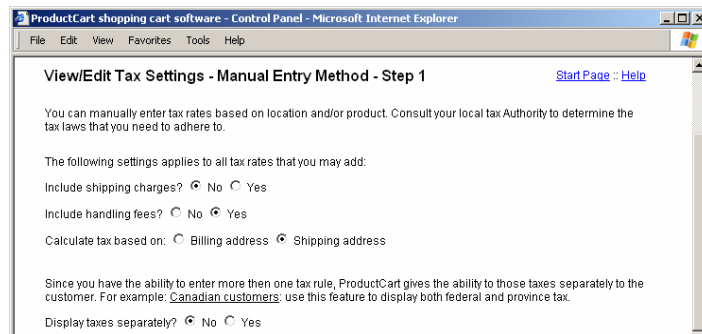 ProductCart shopping cart software - Control Panel - Microsoft Internet Explorer
File Edit View Favorites Tools Help
View/Edit Tax Settings - Manual Entry Method - Step 1 Start Page :: Help
You can manually enter tax rates based on location and/or product. Consult your local tax Authority to determine the
tax laws that you need to adhere to.
The following settings applies to all tax rates that you may add:
Include shipping charges? No Yes
Include handling fees? No Yes
Calculate tax based on: Billing address Shipping address
Since you have the ability to enter more then one tax rule, ProductCart gives the ability to those taxes separately to the
customer. For example: Canadian customers: use this feature to display both federal and province tax.
Display taxes separately? No Yes